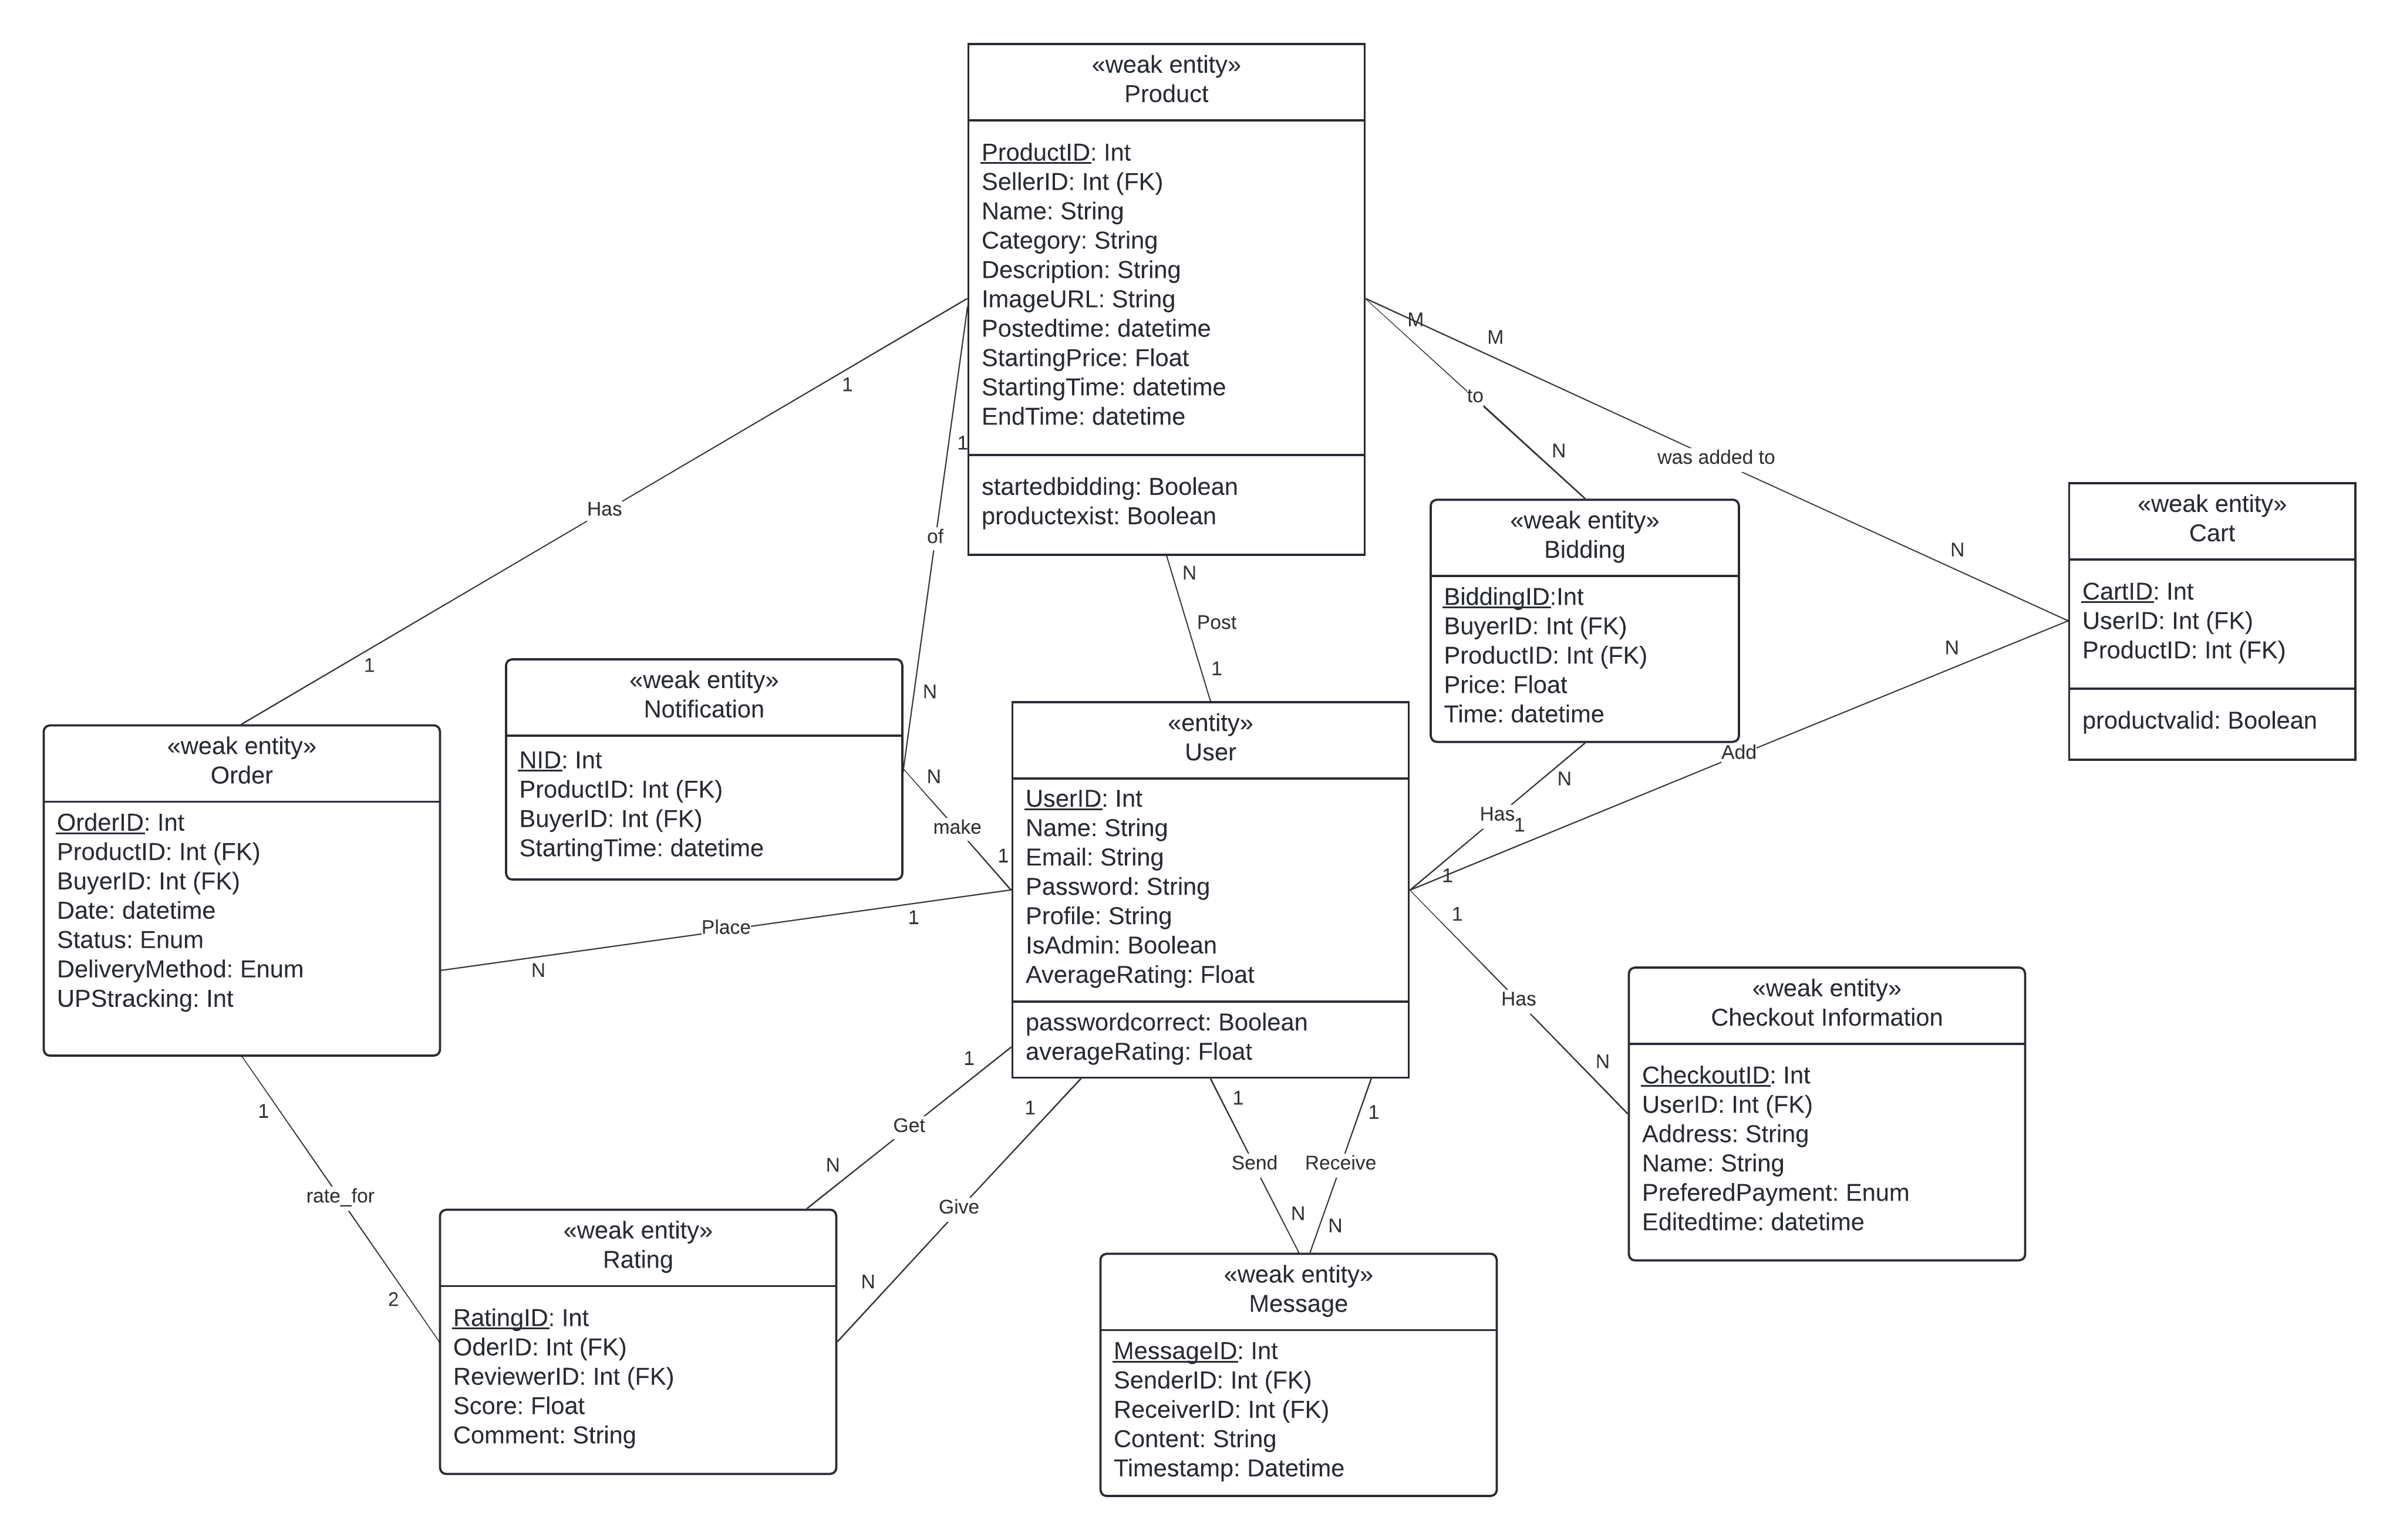 «weak entity»
Product
ProductID: Int
SellerID: Int (FK)
Name: String
Category: String
Description: String
ImageURL: String
Postedtime: datetime
StartingPrice: Float
StartingTime: datetime
EndTime: datetime
startedbidding: Boolean
productexist: Boolean
1
Has
1
1
of
N
M
to
N
M
was added to
N
N
Post
1
«weak entity»
Bidding
BiddingID:Int
BuyerID: Int (FK)
ProductID: Int (FK)
Price: Float
Time: datetime
«weak entity»
Cart
CartID: Int
UserID: Int (FK)
ProductID: Int (FK)
productvalid: Boolean
N
Add
1
N
Has
1
«weak entity»
Notification
NID: Int
ProductID: Int (FK)
BuyerID: Int (FK)
StartingTime: datetime
N
make
1
«weak entity»
Order
OrderID: Int
ProductID: Int (FK)
BuyerID: Int (FK)
Date: datetime
Status: Enum
DeliveryMethod: Enum
UPStracking: Int
1
Place
N
«entity»
User
UserID: Int
Name: String
Email: String
Password: String
Profile: String
IsAdmin: Boolean
AverageRating: Float
passwordcorrect: Boolean
averageRating: Float
1
Has
N
«weak entity»
Checkout Information
CheckoutID: Int
UserID: Int (FK)
Address: String
Name: String
PreferedPayment: Enum
Editedtime: datetime
1
rate_for
2
1
Get
N
1
Give
N
1
Send
N
1
Receive
N
«weak entity»
Rating
RatingID: Int
OderID: Int (FK)
ReviewerID: Int (FK)
Score: Float
Comment: String
«weak entity»
Message
MessageID: Int
SenderID: Int (FK)
ReceiverID: Int (FK)
Content: String
Timestamp: Datetime